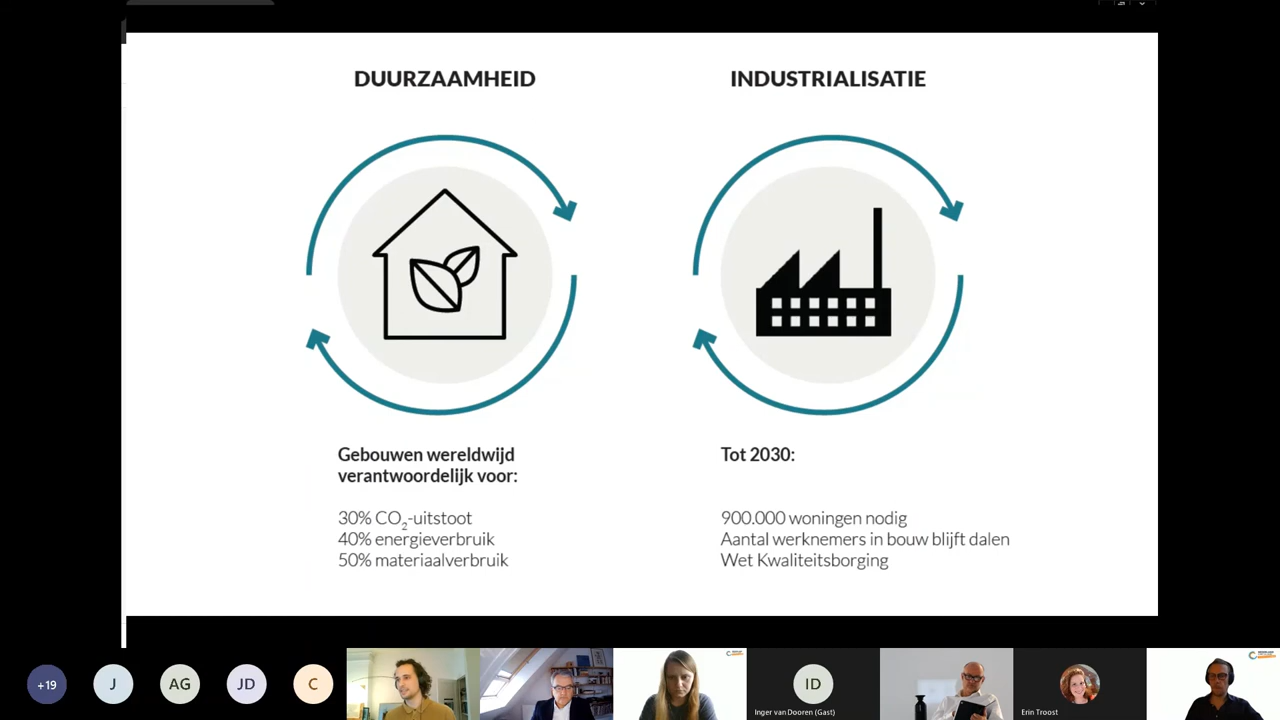 DUURZAAMHEID
INDUSTRIALISATIE
Gebouwen wereldwijd
verantwoordelijk voor:
30% CO₂-uitstoot
40% energieverbruik
50% materiaalverbruik
Tot 2030:
900.000 woningen nodig
Aantal werknemers in bouw blijft dalen
Wet Kwaliteitsborging
+19
J
AG
JD
C
ID
Inger van Dooren (Gast)
Erin Troost